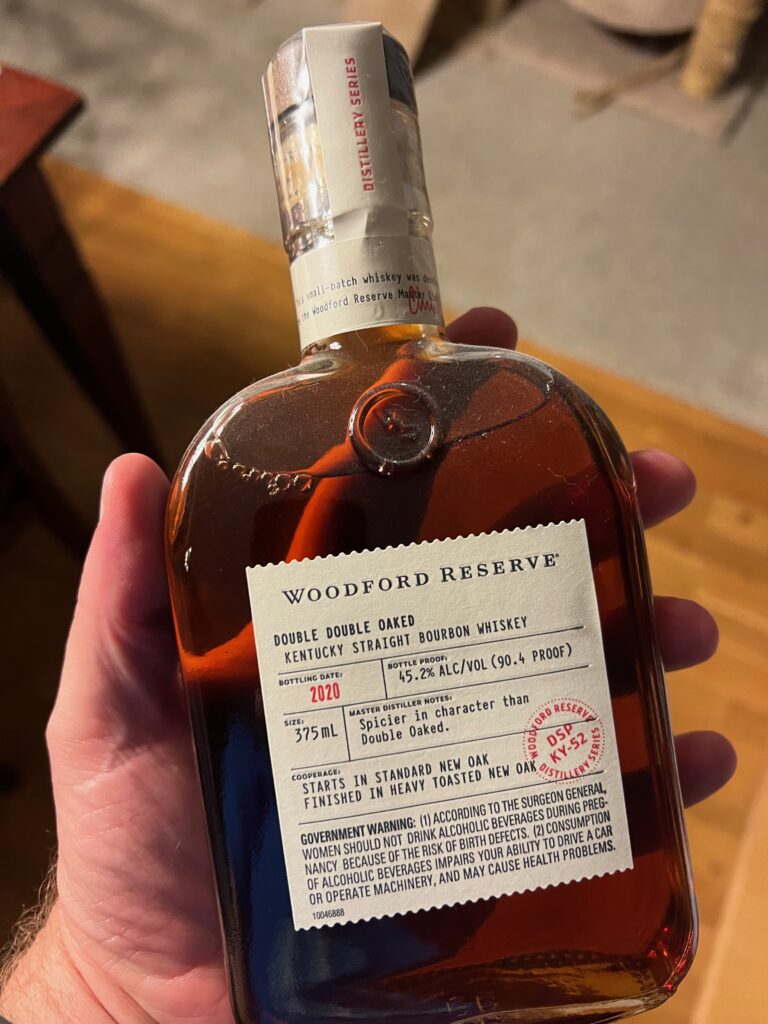 DISTILLERY SERIES
his small-batch whiskey was
the Woodford Reserve Master
WOODFORD RESERVE®
DOUBLE DOUBLE OAKED
KENTUCKY STRAIGHT BOURBON WHISKEY
BOTTLING DATE:
2020
BOTTLE PROOF:
45.2% ALC/VOL (90.4 PROOF)
SIZE:
375mL
MASTER DISTILLER NOTES:
Spicier in character than
Double Oaked.
WOODFORD RESERVE
DSP
KY-52
DISTILLERY SERIES
COOPERAGE:
STARTS IN STANDARD NEW OAK
FINISHED IN HEAVY TOASTED NEW OAK
GOVERNMENT WARNING: (1) ACCORDING TO THE SURGEON GENERAL,
WOMEN SHOULD NOT DRINK ALCOHOLIC BEVERAGES DURING PREG-
NANCY BECAUSE OF THE RISK OF BIRTH DEFECTS. (2) CONSUMPTION
OF ALCOHOLIC BEVERAGES IMPAIRS YOUR ABILITY TO DRIVE A CAR
OR OPERATE MACHINERY, AND MAY CAUSE HEALTH PROBLEMS.
10046888